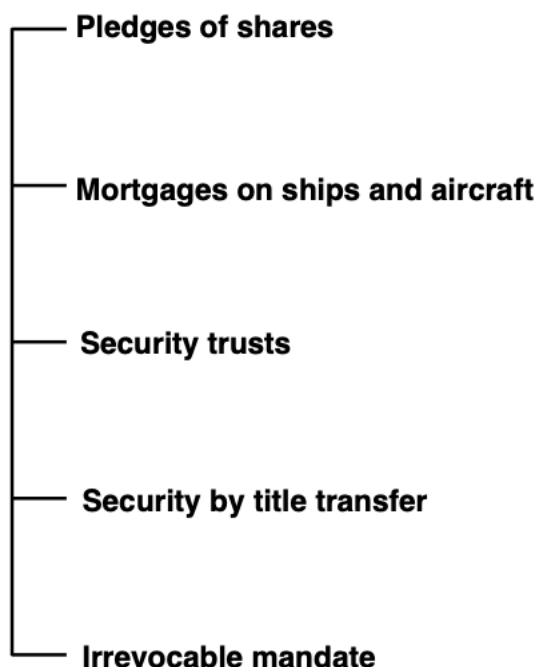 Pledges of shares
Mortgages on ships and aircraft
Security trusts
Security by title transfer
Irrevocable mandate